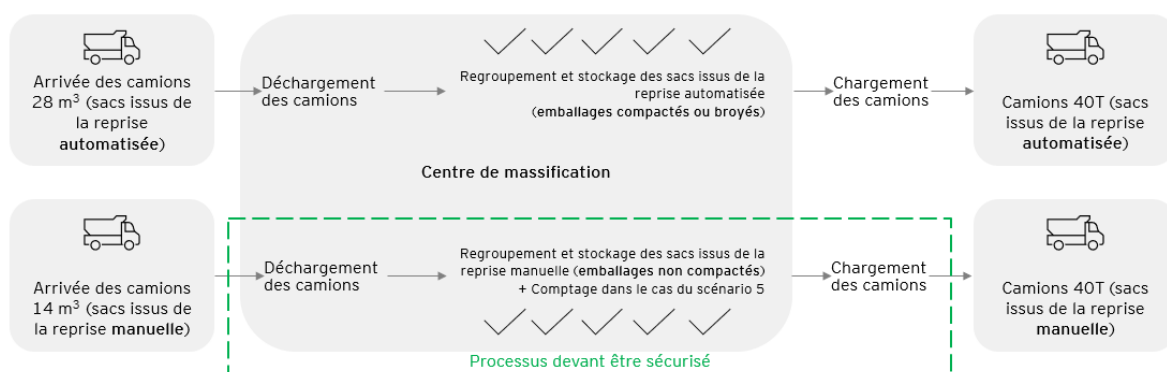 Arrivée des camions
28 m³ (sacs issus de
la reprise
automatisée)
Déchargement
des camions
Regroupement et stockage des sacs issus de la
reprise automatisée
(emballages compactés ou broyés)
Chargement
des camions
Camions 40T (sacs
issus de la reprise
automatisée)
Centre de massification
Arrivée des camions
14 m³ (sacs issus de
la reprise manuelle)
Déchargement
des camions
Regroupement et stockage des sacs issus de la
reprise manuelle (emballages non compactés)
+ Comptage dans le cas du scénario 5
Chargement
des camions
Camions 40T (sacs
issus de la reprise
manuelle)
Processus devant être sécurisé